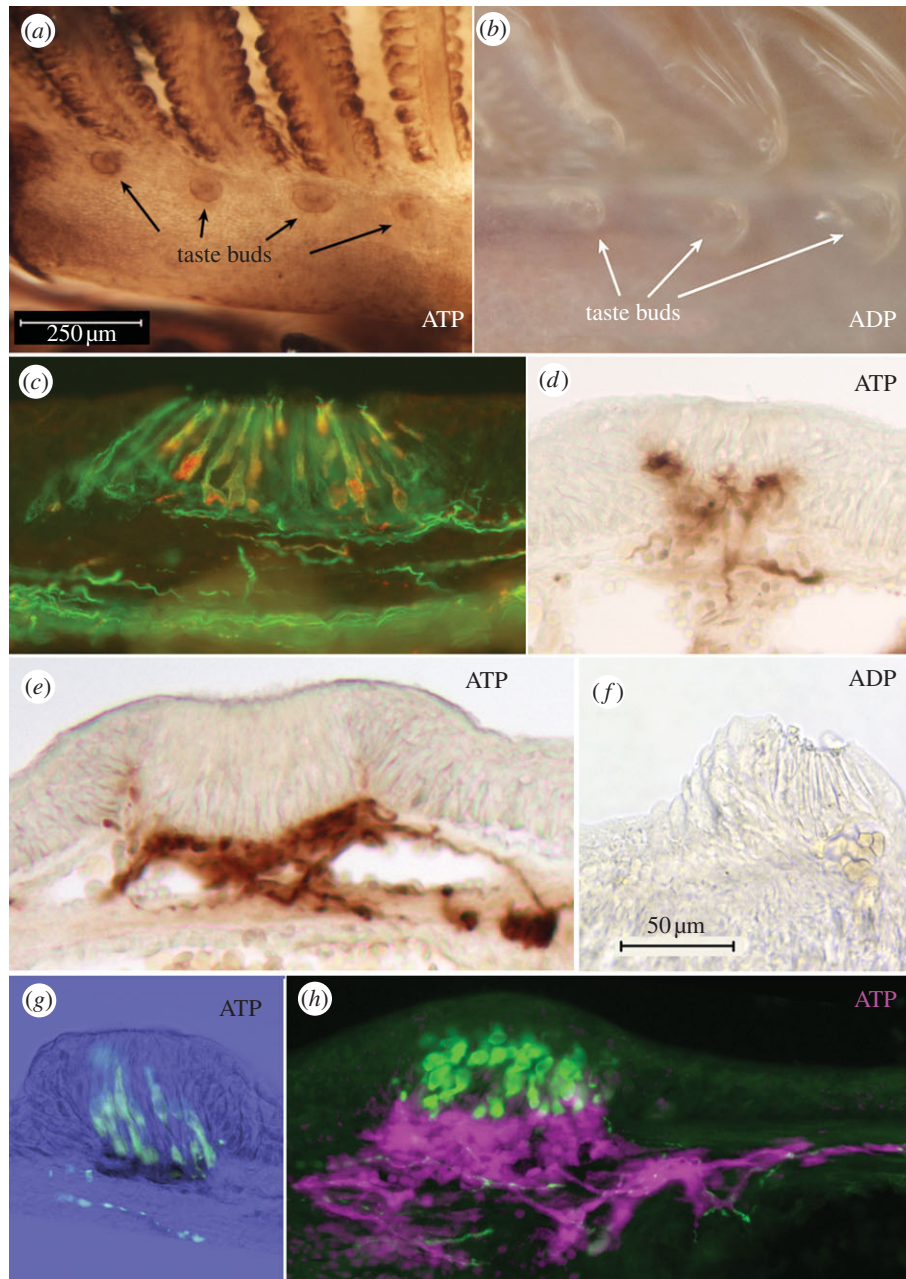 (a)
taste buds
250 µm
ATP
(b)
taste buds
ADP
(c)
(d)
ATP
(e)
ATP
(f)
ADP
50 µm
(g)
ATP
(h)
ATP